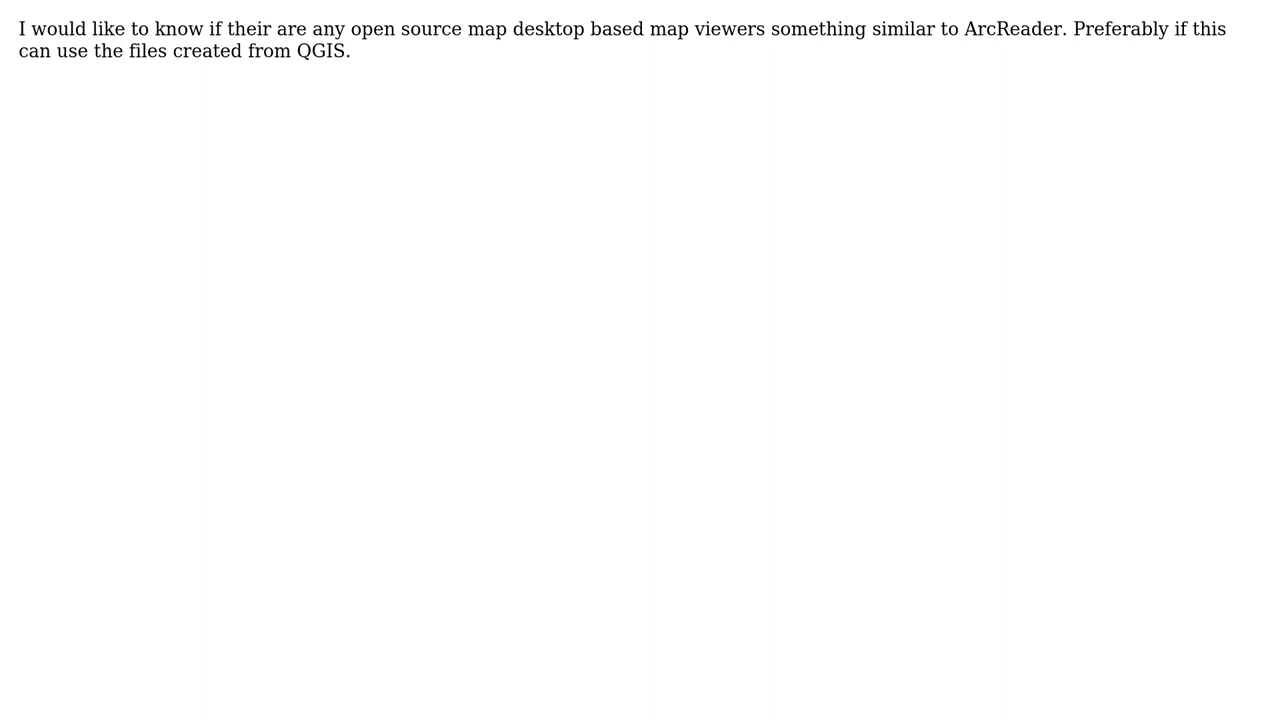 I would like to know if their are any open source map desktop based map viewers something similar to ArcReader. Preferably if this
can use the files created from QGIS.